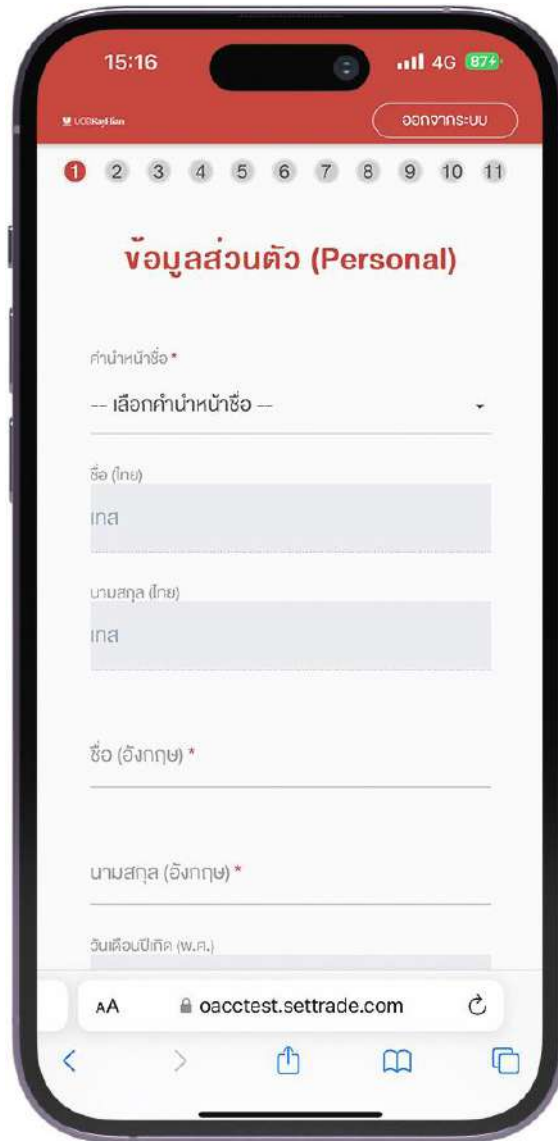 15:16 4G 87
UOBKayHian ออกจากระบบ
1 2 3 4 5 6 7 8 9 10 11
ข้อมูลส่วนตัว (Personal)
คำนำหน้าชื่อ *
-- เลือกคำนำหน้าชื่อ --
ชื่อ (ไทย)
เทส
นามสกุล (ไทย)
เทส
ชื่อ (อังกฤษ) *
นามสกุล (อังกฤษ) *
วันเดือนปีเกิด (พ.ศ.)
AA oacctest.settrade.com